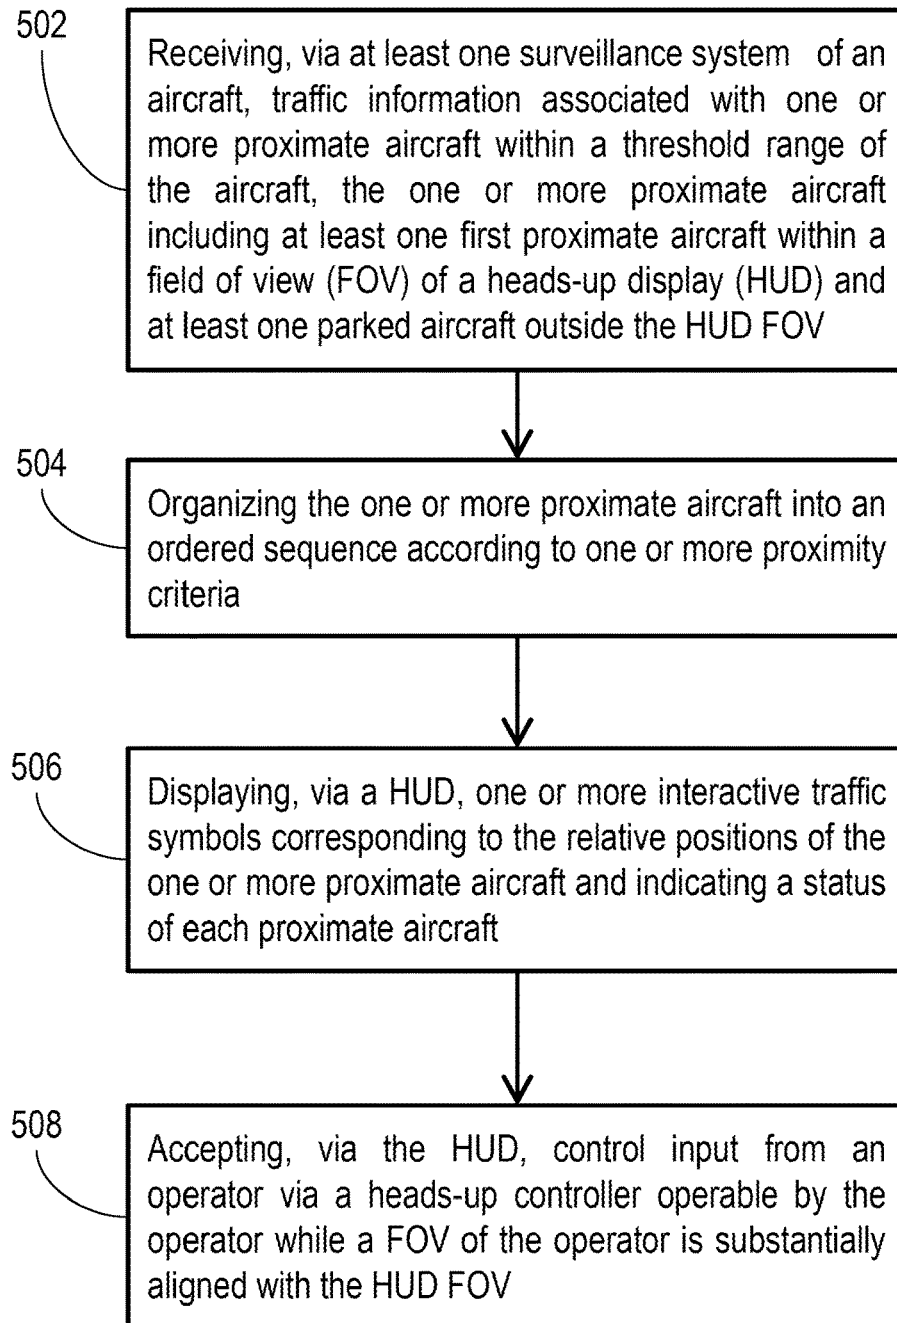 502
Receiving, via at least one surveillance system of an
aircraft, traffic information associated with one or
more proximate aircraft within a threshold range of
the aircraft, the one or more proximate aircraft
including at least one first proximate aircraft within a
field of view (FOV) of a heads-up display (HUD) and
at least one parked aircraft outside the HUD FOV
504
Organizing the one or more proximate aircraft into an
ordered sequence according to one or more proximity
criteria
506
Displaying, via a HUD, one or more interactive traffic
symbols corresponding to the relative positions of the
one or more proximate aircraft and indicating a status
of each proximate aircraft
508
Accepting, via the HUD, control input from an
operator via a heads-up controller operable by the
operator while a FOV of the operator is substantially
aligned with the HUD FOV